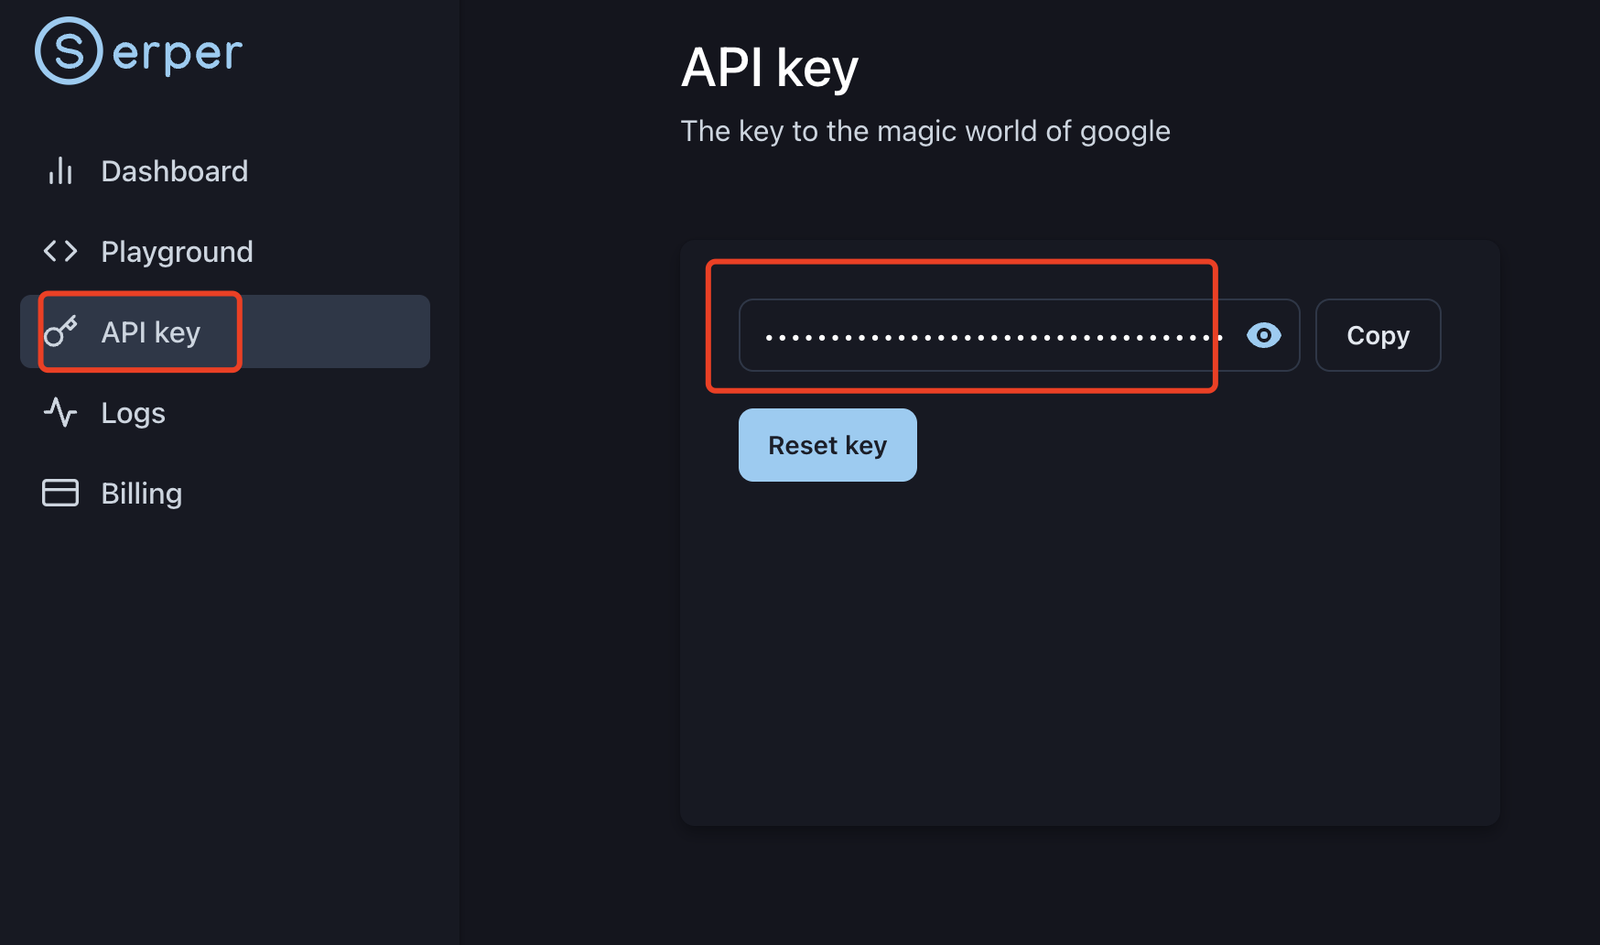 Serper
Dashboard
Playground
API key
Logs
Billing
API key
The key to the magic world of google
•••••••••••••••••••••••••••••••••••
Copy
Reset key